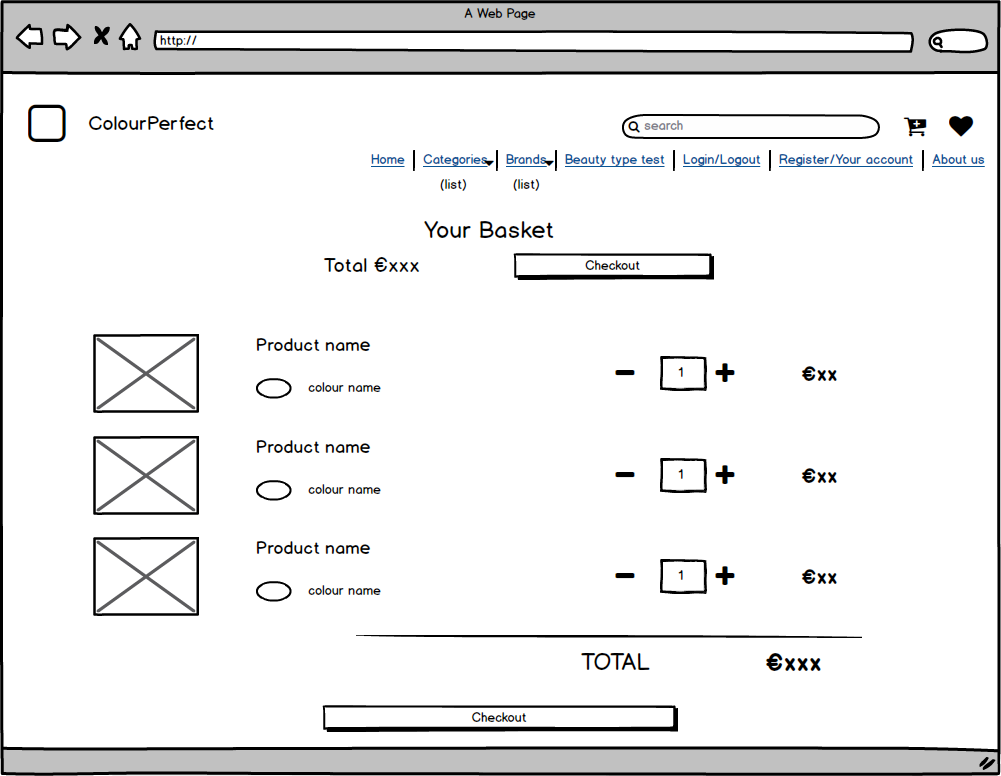 A Web Page
http://
ColourPerfect
search
Home Categories Brands Beauty type test Login/Logout Register/Your account About us
(list) (list)
Your Basket
Total €xxx Checkout
Product name
colour name
- 1 + €xx
Product name
colour name
- 1 + €xx
Product name
colour name
- 1 + €xx
TOTAL €xxx
Checkout